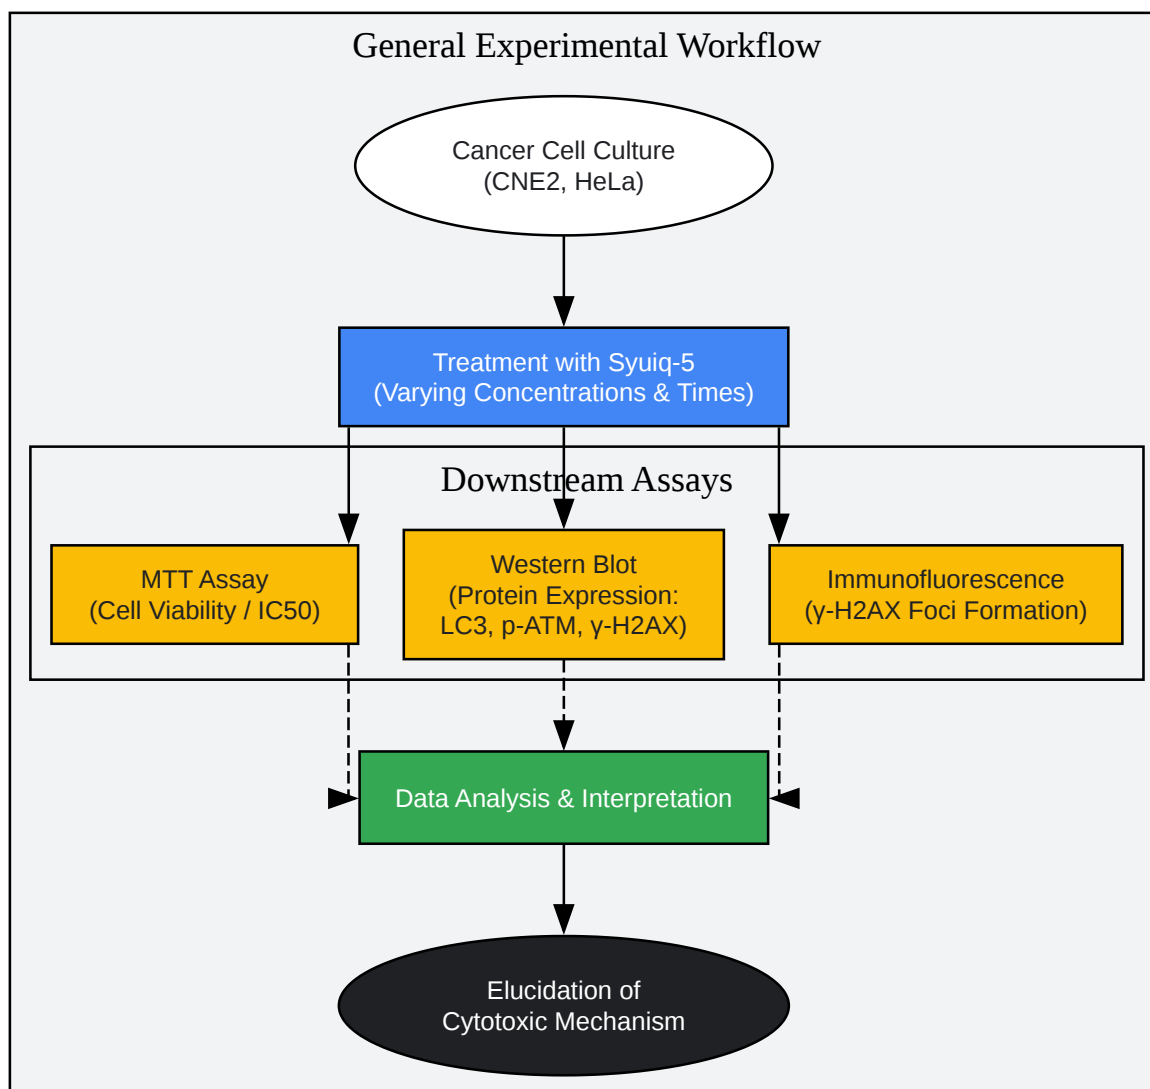 General Experimental Workflow
Cancer Cell Culture
(CNE2, HeLa)
Treatment with Syuiq-5
(Varying Concentrations & Times)
Downstream Assays
MTT Assay
(Cell Viability / IC50)
Western Blot
(Protein Expression:
LC3, p-ATM, γ-H2AX)
Immunofluorescence
(γ-H2AX Foci Formation)
Data Analysis & Interpretation
Elucidation of
Cytotoxic Mechanism